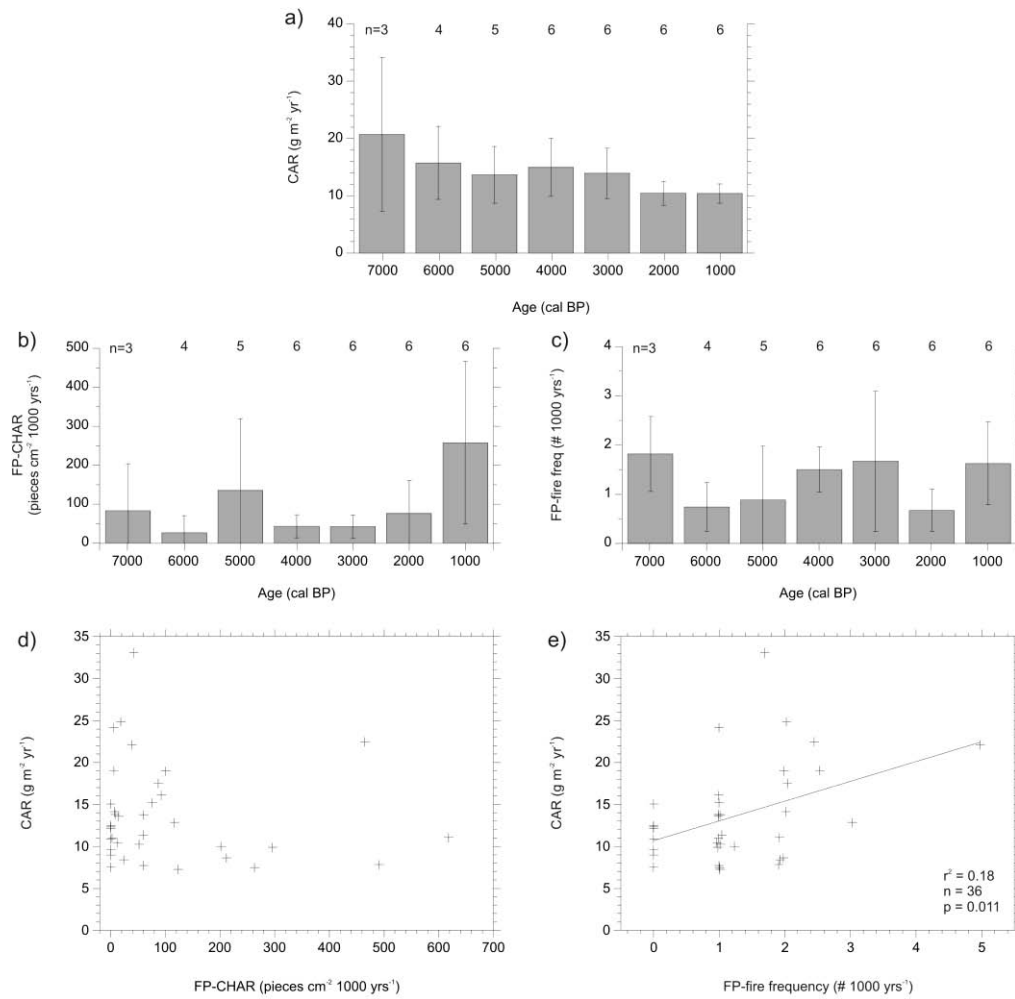 a)
n=3 4 5 6 6 6 6
40
30
20
10
0
CAR (g m⁻² yr⁻¹)
7000 6000 5000 4000 3000 2000 1000
Age (cal BP)
b)
n=3 4 5 6 6 6 6
500
400
300
200
100
0
FP-CHAR
(pieces cm⁻² 1000 yrs⁻¹)
7000 6000 5000 4000 3000 2000 1000
Age (cal BP)
c)
n=3 4 5 6 6 6 6
4
3
2
1
0
FP-fire freq (# 1000 yrs⁻¹)
7000 6000 5000 4000 3000 2000 1000
Age (cal BP)
d)
35
30
25
20
15
10
5
0
CAR (g m⁻² yr⁻¹)
0 100 200 300 400 500 600 700
FP-CHAR (pieces cm⁻² 1000 yrs⁻¹)
e)
35
30
25
20
15
10
5
0
CAR (g m⁻² yr⁻¹)
r² = 0.18
n = 36
p = 0.011
0 1 2 3 4 5
FP-fire frequency (# 1000 yrs⁻¹)